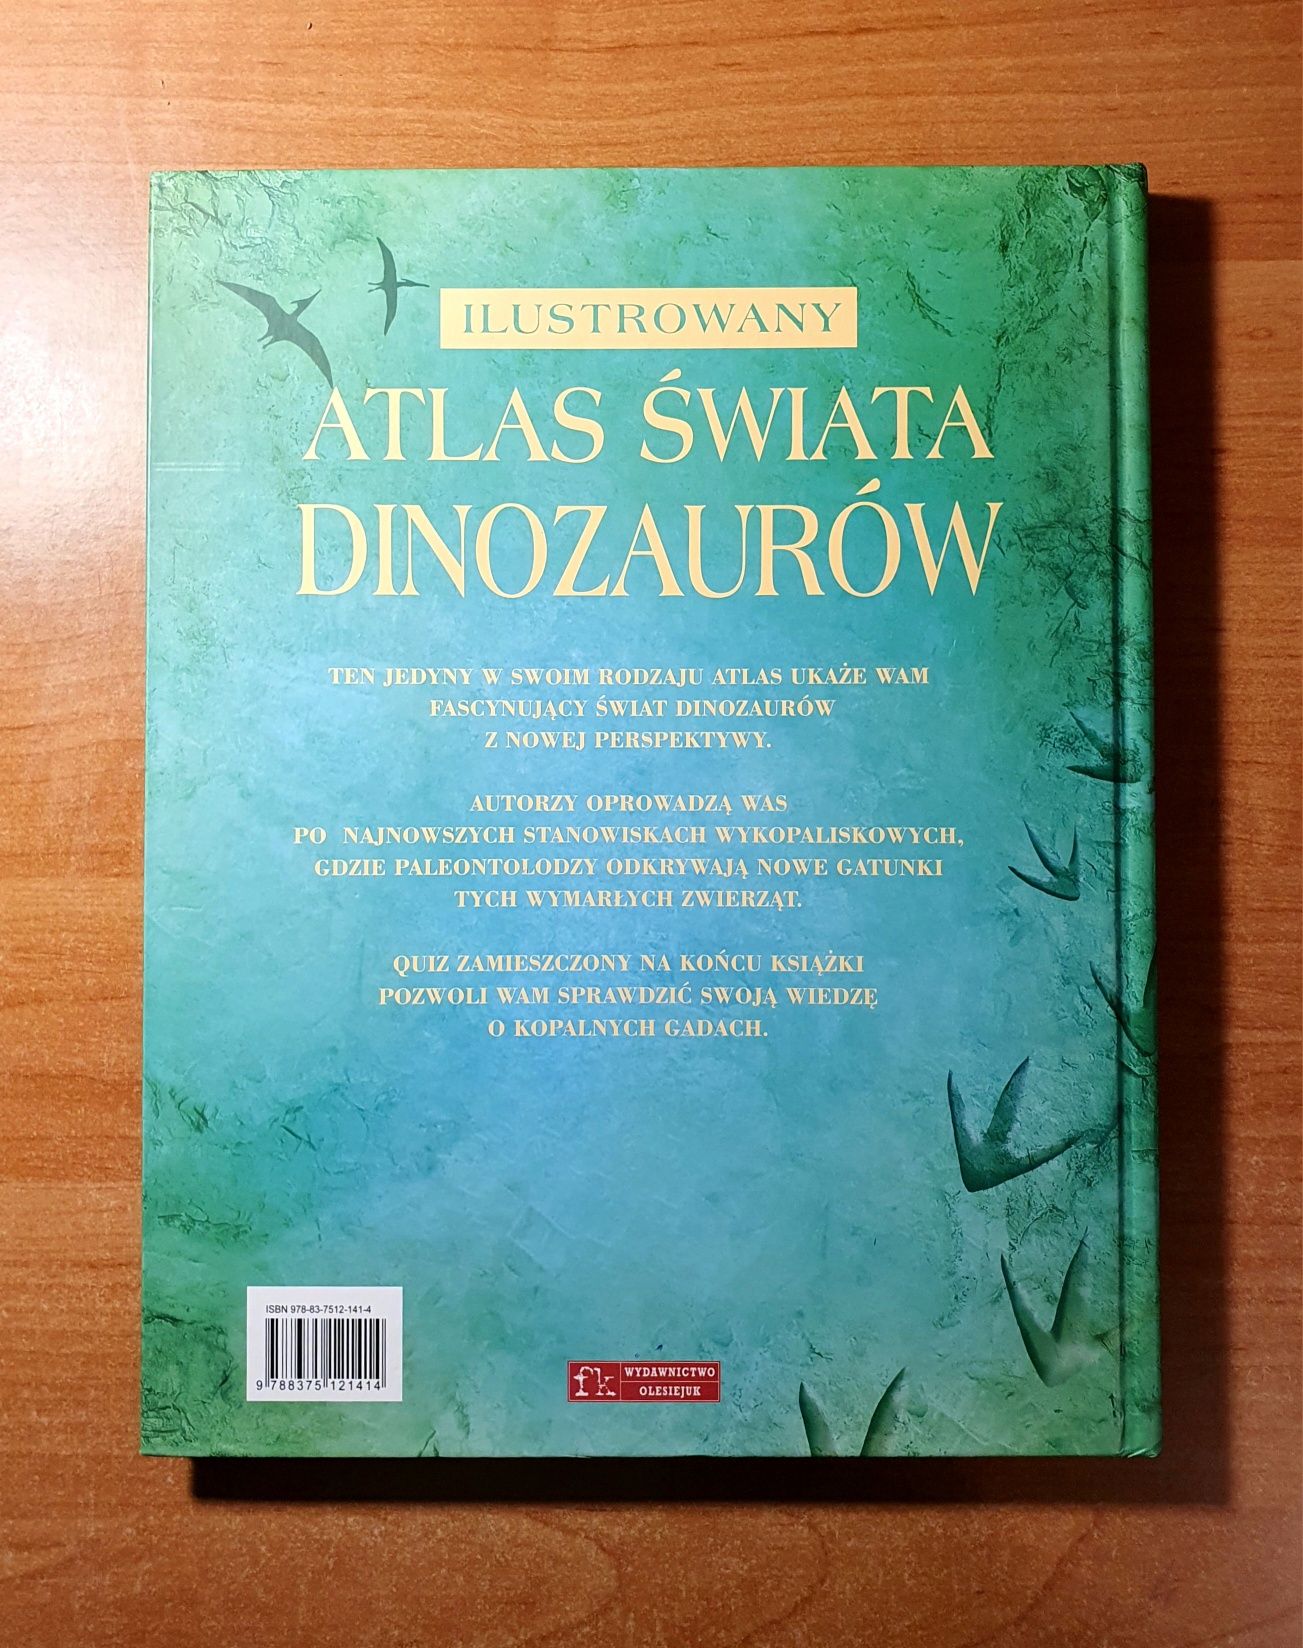 ILUSTROWANY
ATLAS ŚWIATA
DINOZAURÓW
TEN JEDYNY W SWOIM RODZAJU ATLAS UKAŻE WAM
FASCYNUJĄCY ŚWIAT DINOZAURÓW
Z NOWEJ PERSPEKTYWY.
AUTORZY OPROWADZĄ WAS
PO NAJNOWSZYCH STANOWISKACH WYKOPALISKOWYCH,
GDZIE PALEONTOLODZY ODKRYWAJĄ NOWE GATUNKI
TYCH WYMARŁYCH ZWIERZĄT.
QUIZ ZAMIESZCZONY NA KOŃCU KSIĄŻKI
POZWOLI WAM SPRAWDZIĆ SWOJĄ WIEDZĘ
O KOPALNYCH GADACH.
ISBN 978-83-7512-141-4
9 788375 121414
fk WYDAWNICTWO
OLESIEJUK